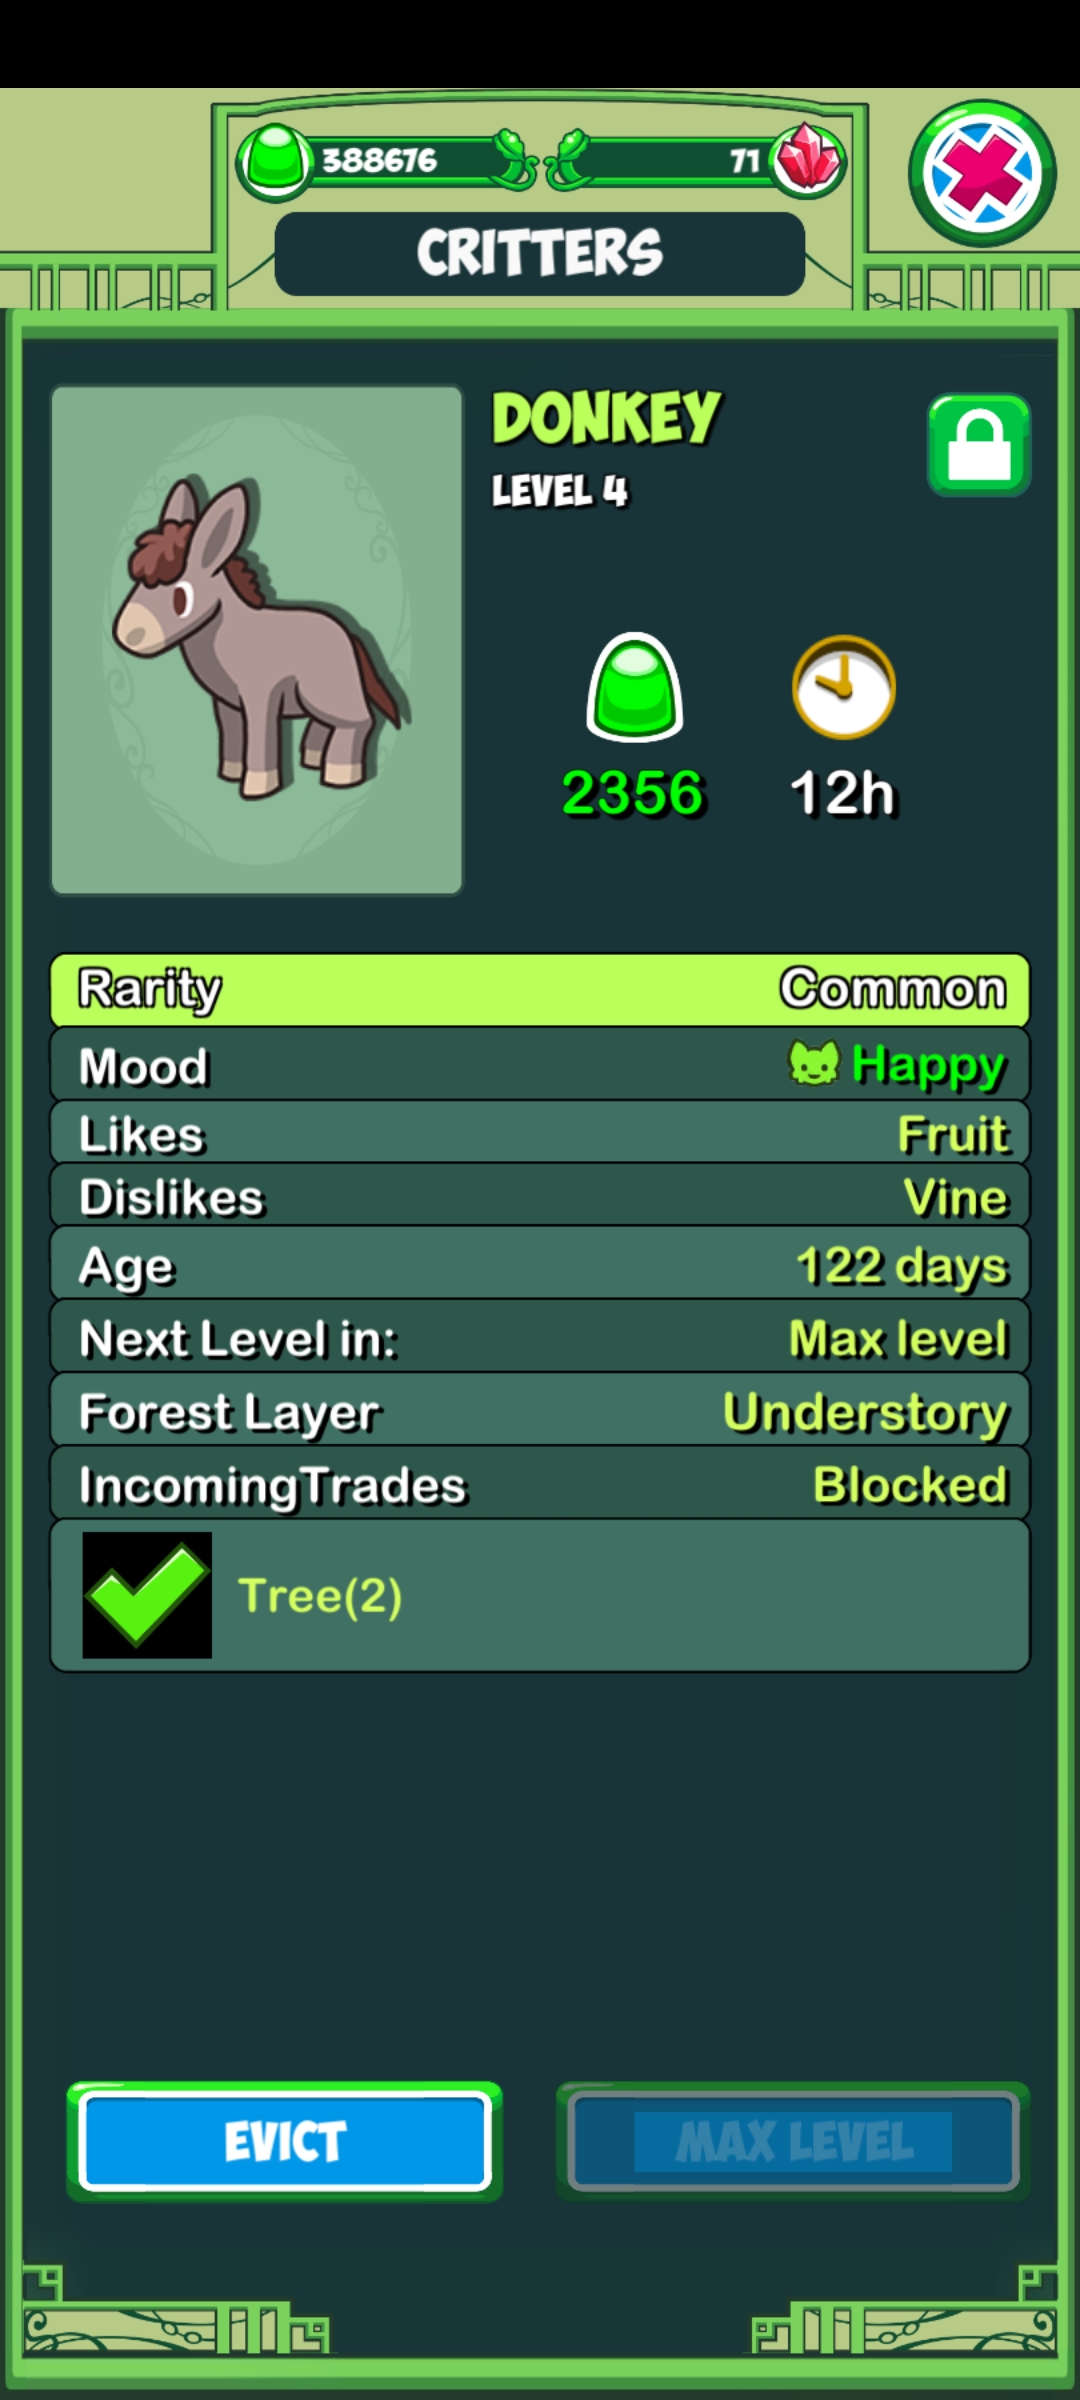 388676 71
CRITTERS
DONKEY
LEVEL 4
2356 12h
Rarity Common
Mood Happy
Likes Fruit
Dislikes Vine
Age 122 days
Next Level in: Max level
Forest Layer Understory
IncomingTrades Blocked
Tree(2)
EVICT MAX LEVEL